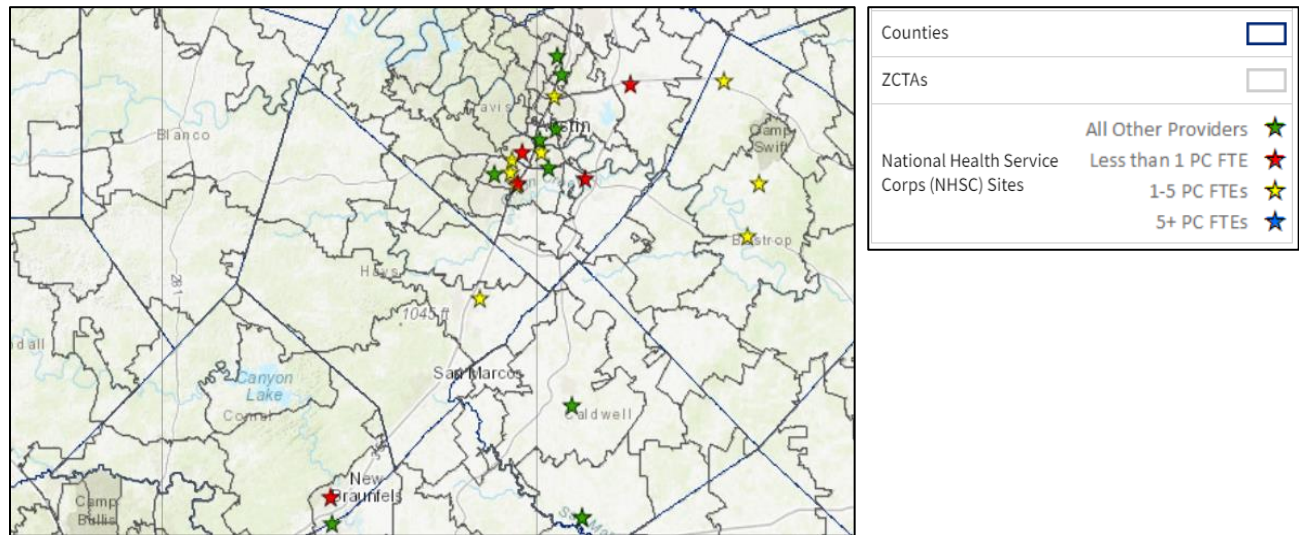 Blanco
Camp
Swift
Bastrop
Hays
281
1045 ft
San Marcos
Canyon
Lake
Comal
Caldwell
New
Braunfels
Camp
Bullis
Counties
ZCTAs
National Health Service
Corps (NHSC) Sites
All Other Providers
Less than 1 PC FTE
1-5 PC FTEs
5+ PC FTEs